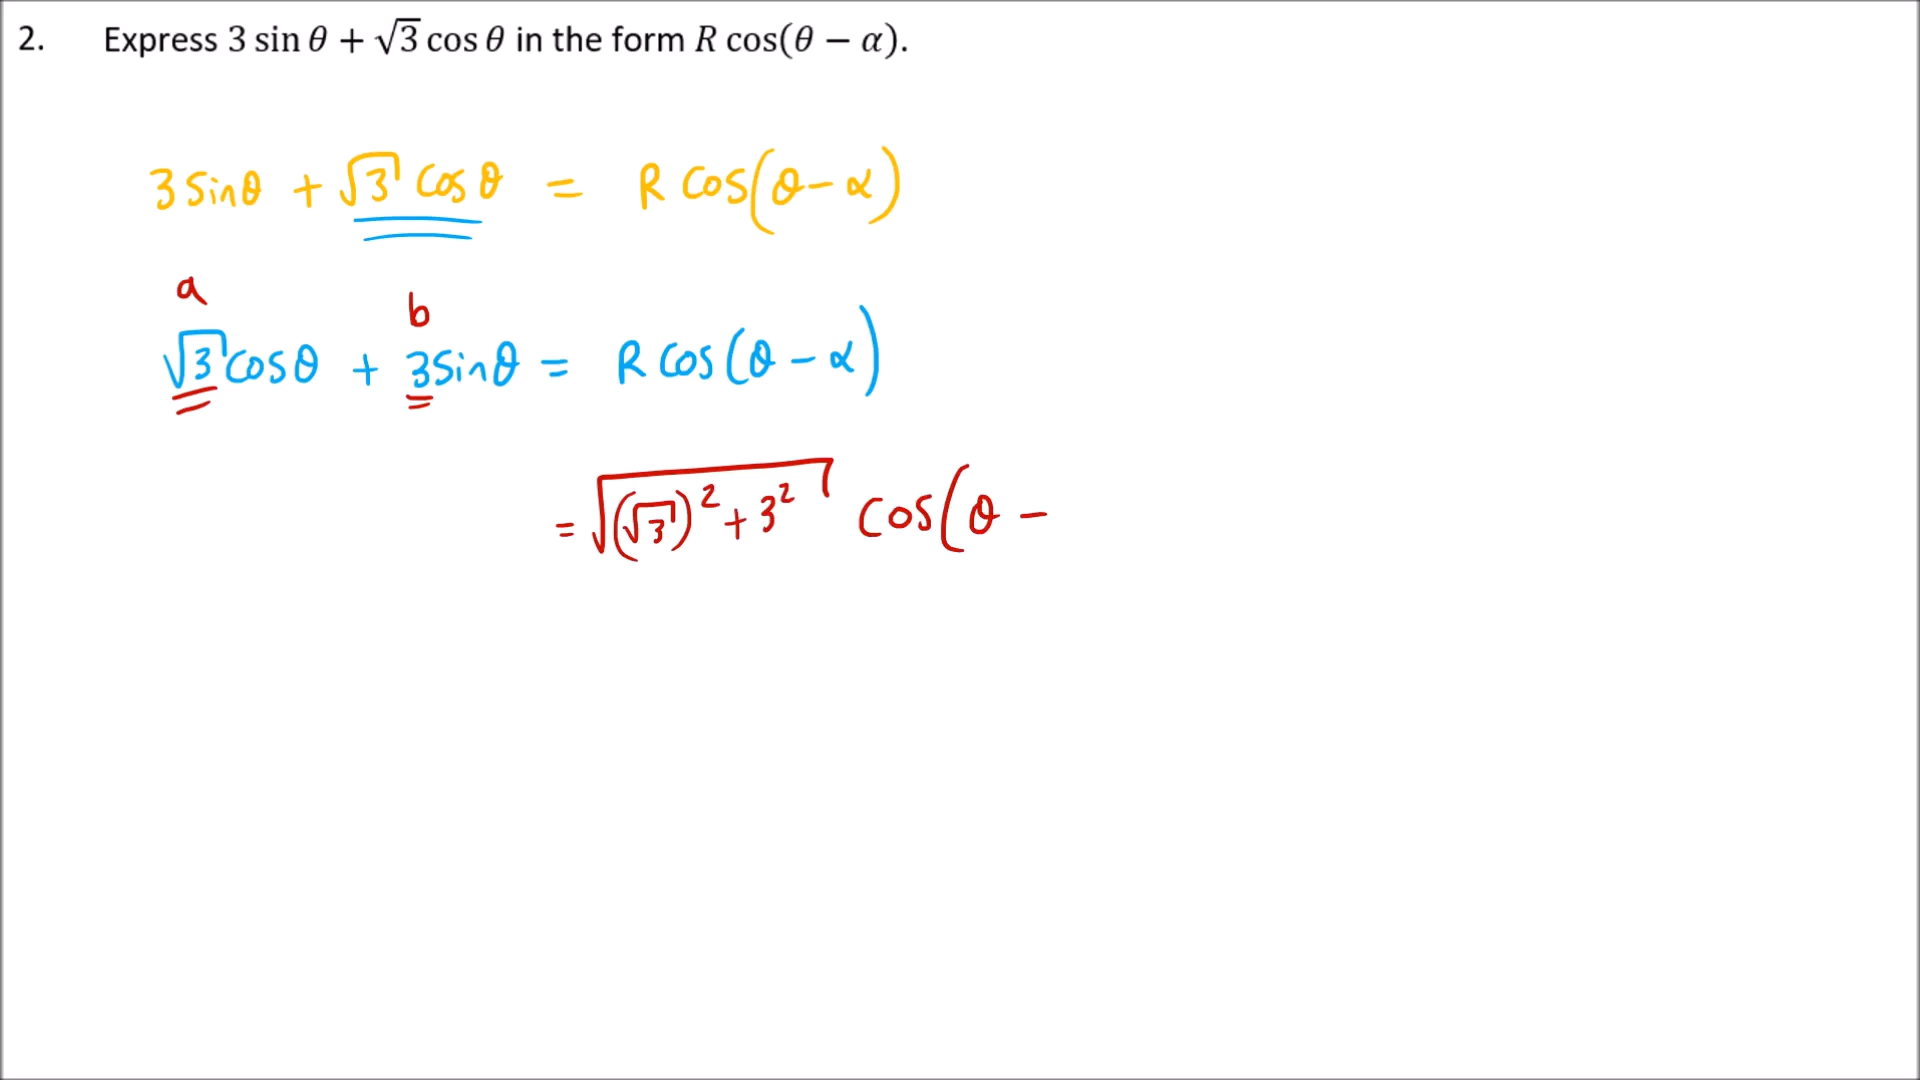 2. Express 3 sin θ + √3 cos θ in the form R cos(θ − α).
3 sinθ + √3 cos θ = R cos(θ − α)
a b
√3 cosθ + 3 sinθ = R cos(θ − α)
= √((√3)² + 3²) cos(θ −